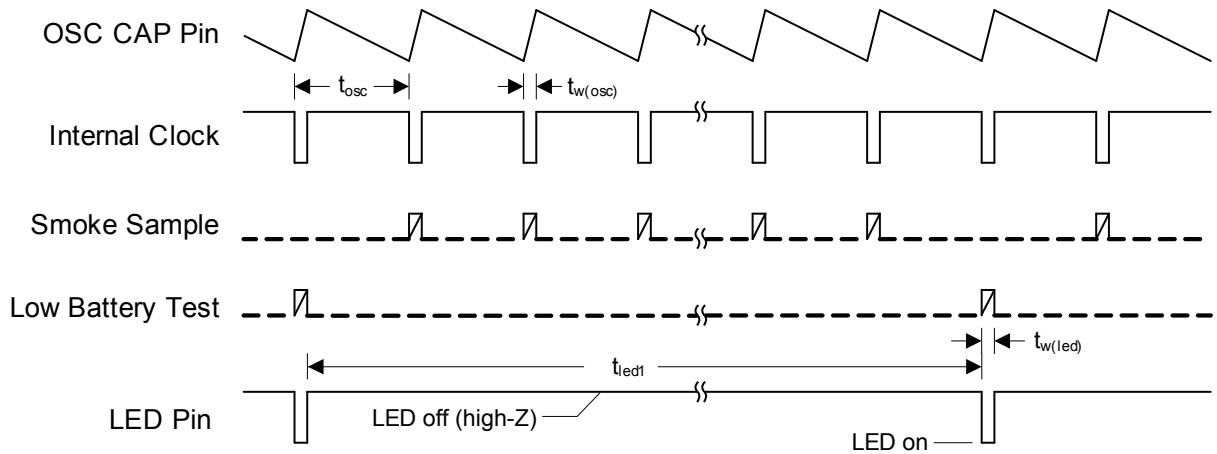 OSC CAP Pin
tosc
tw(osc)
Internal Clock
Smoke Sample
Low Battery Test
tw(led)
tled1
LED Pin
LED off (high-Z)
LED on